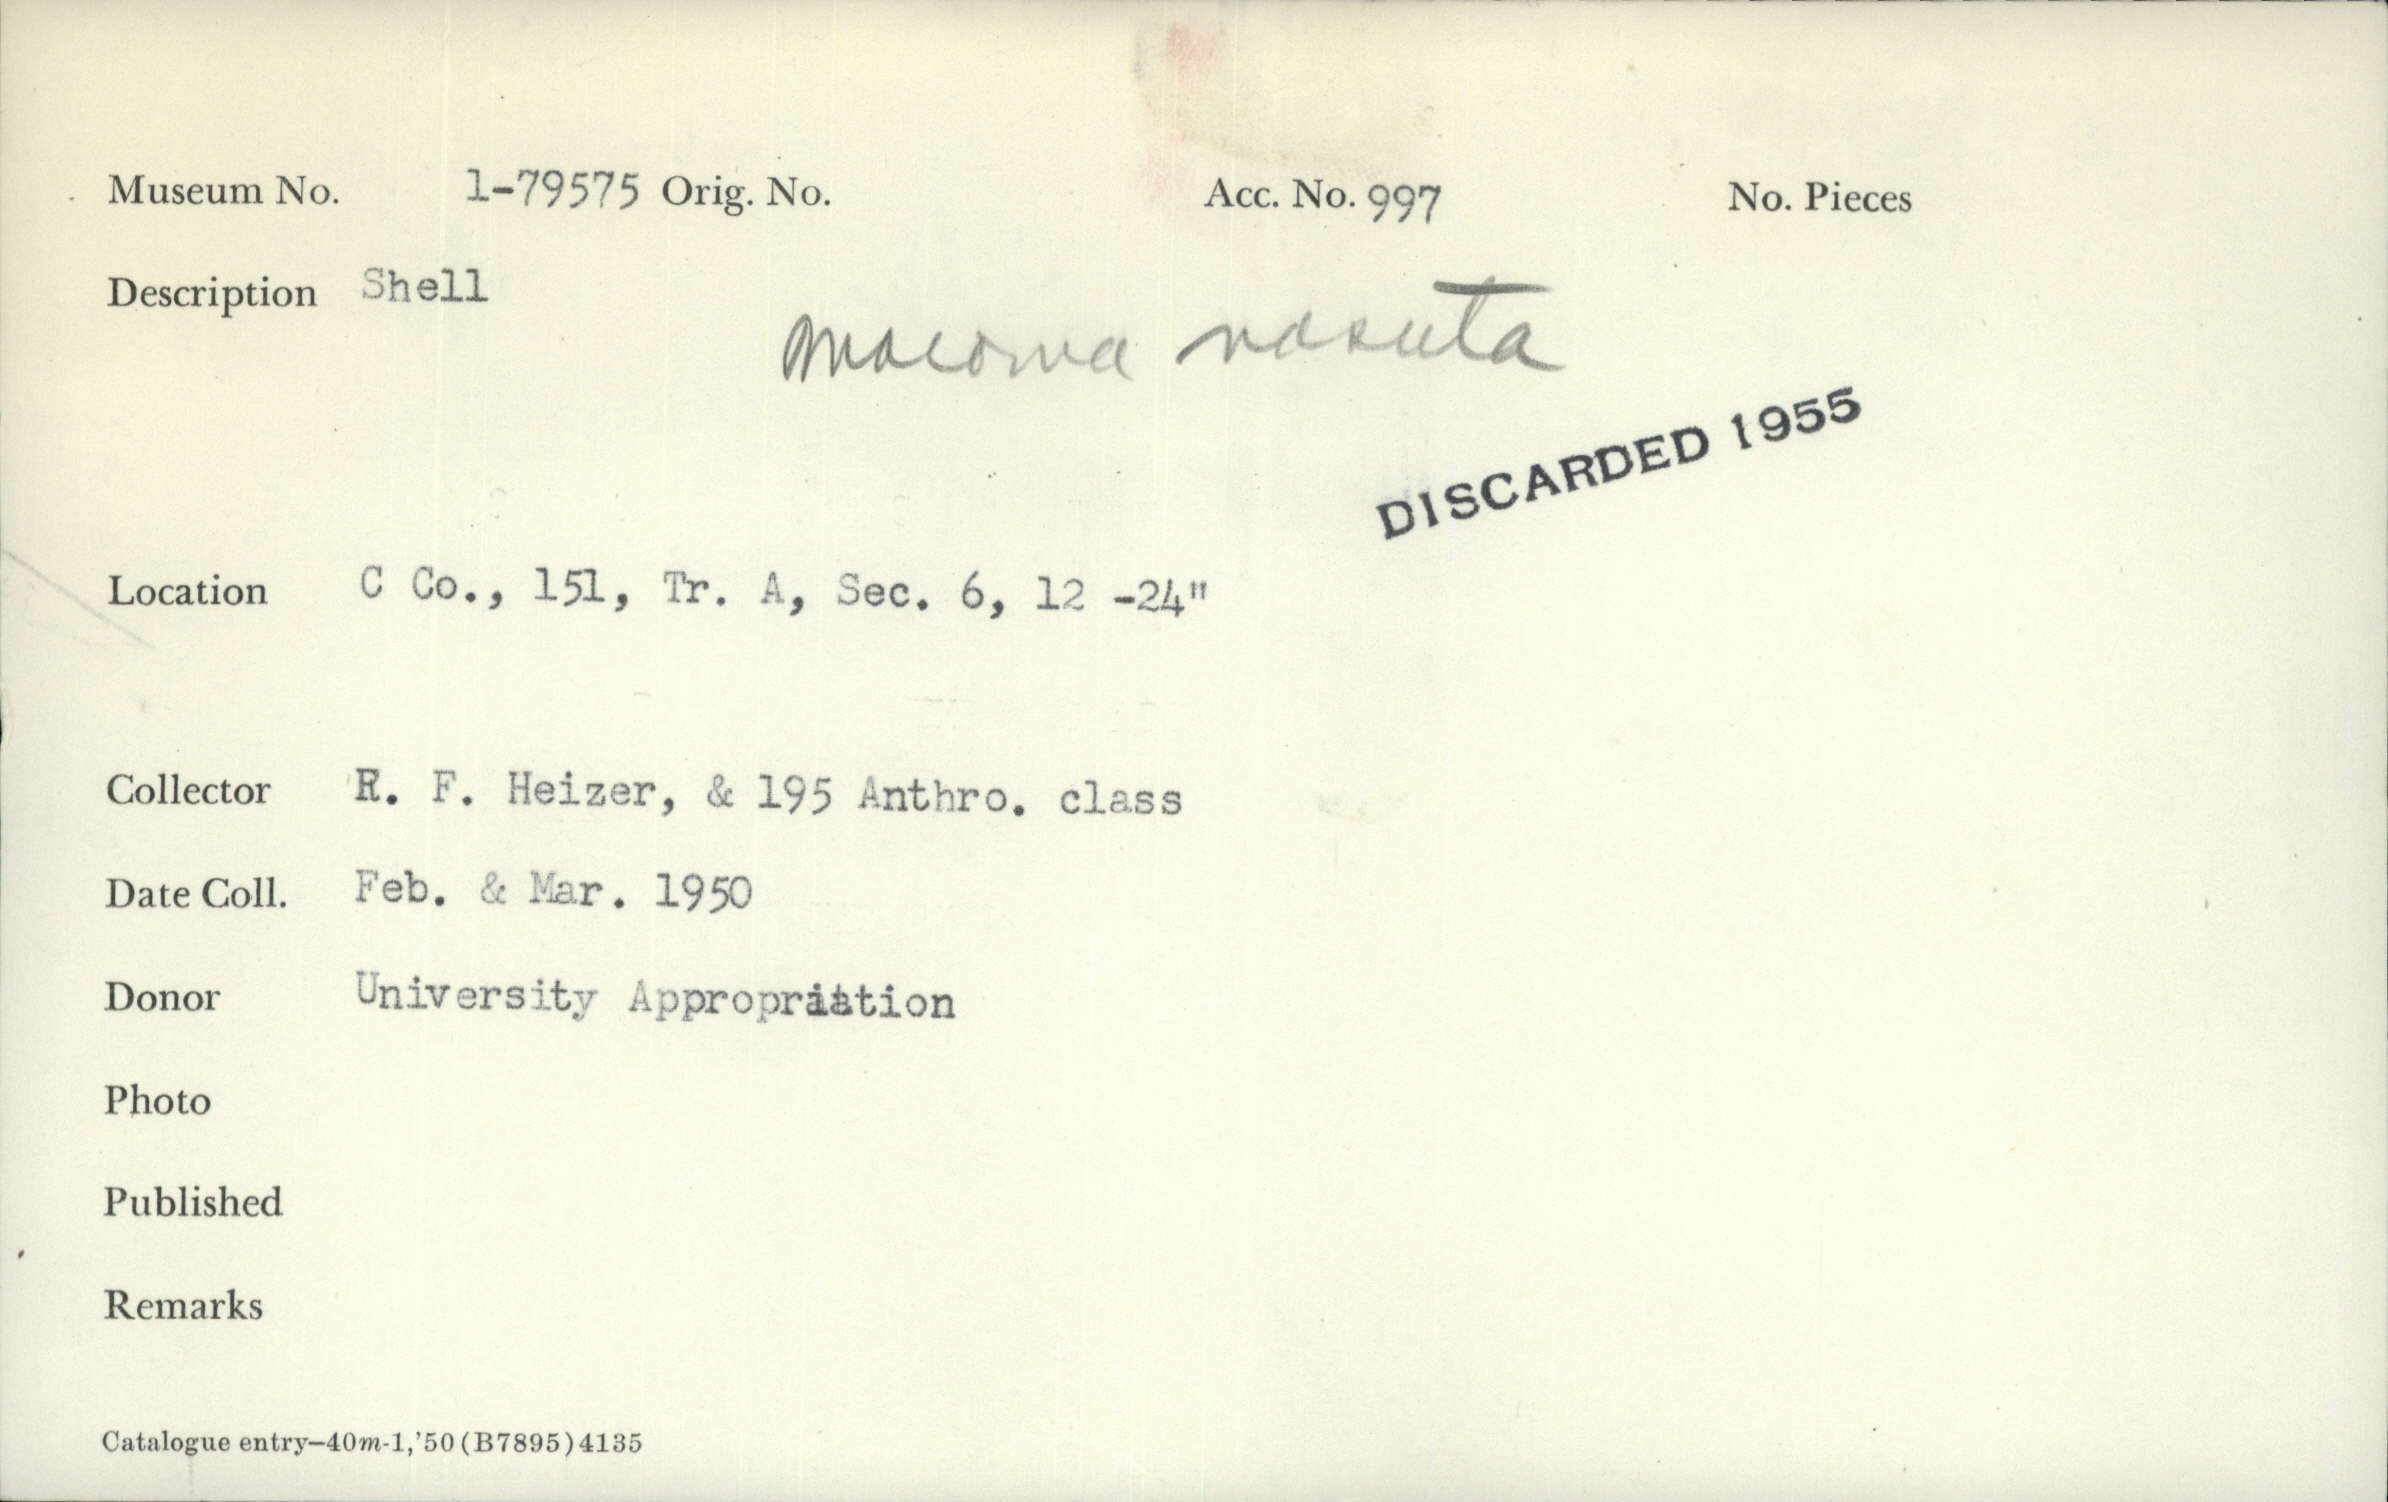 Museum No. 1-79575 Orig. No. Acc. No. 997 No. Pieces
Description Shell
Macoma nasuta
DISCARDED 1955
Location C Co., 151, Tr. A, Sec. 6, 12 -24"
Collector R. F. Heizer, & 195 Anthro. class
Date Coll. Feb. & Mar. 1950
Donor University Appropriation
Photo
Published
Remarks
Catalogue entry—40m-1,'50(B7895)4135